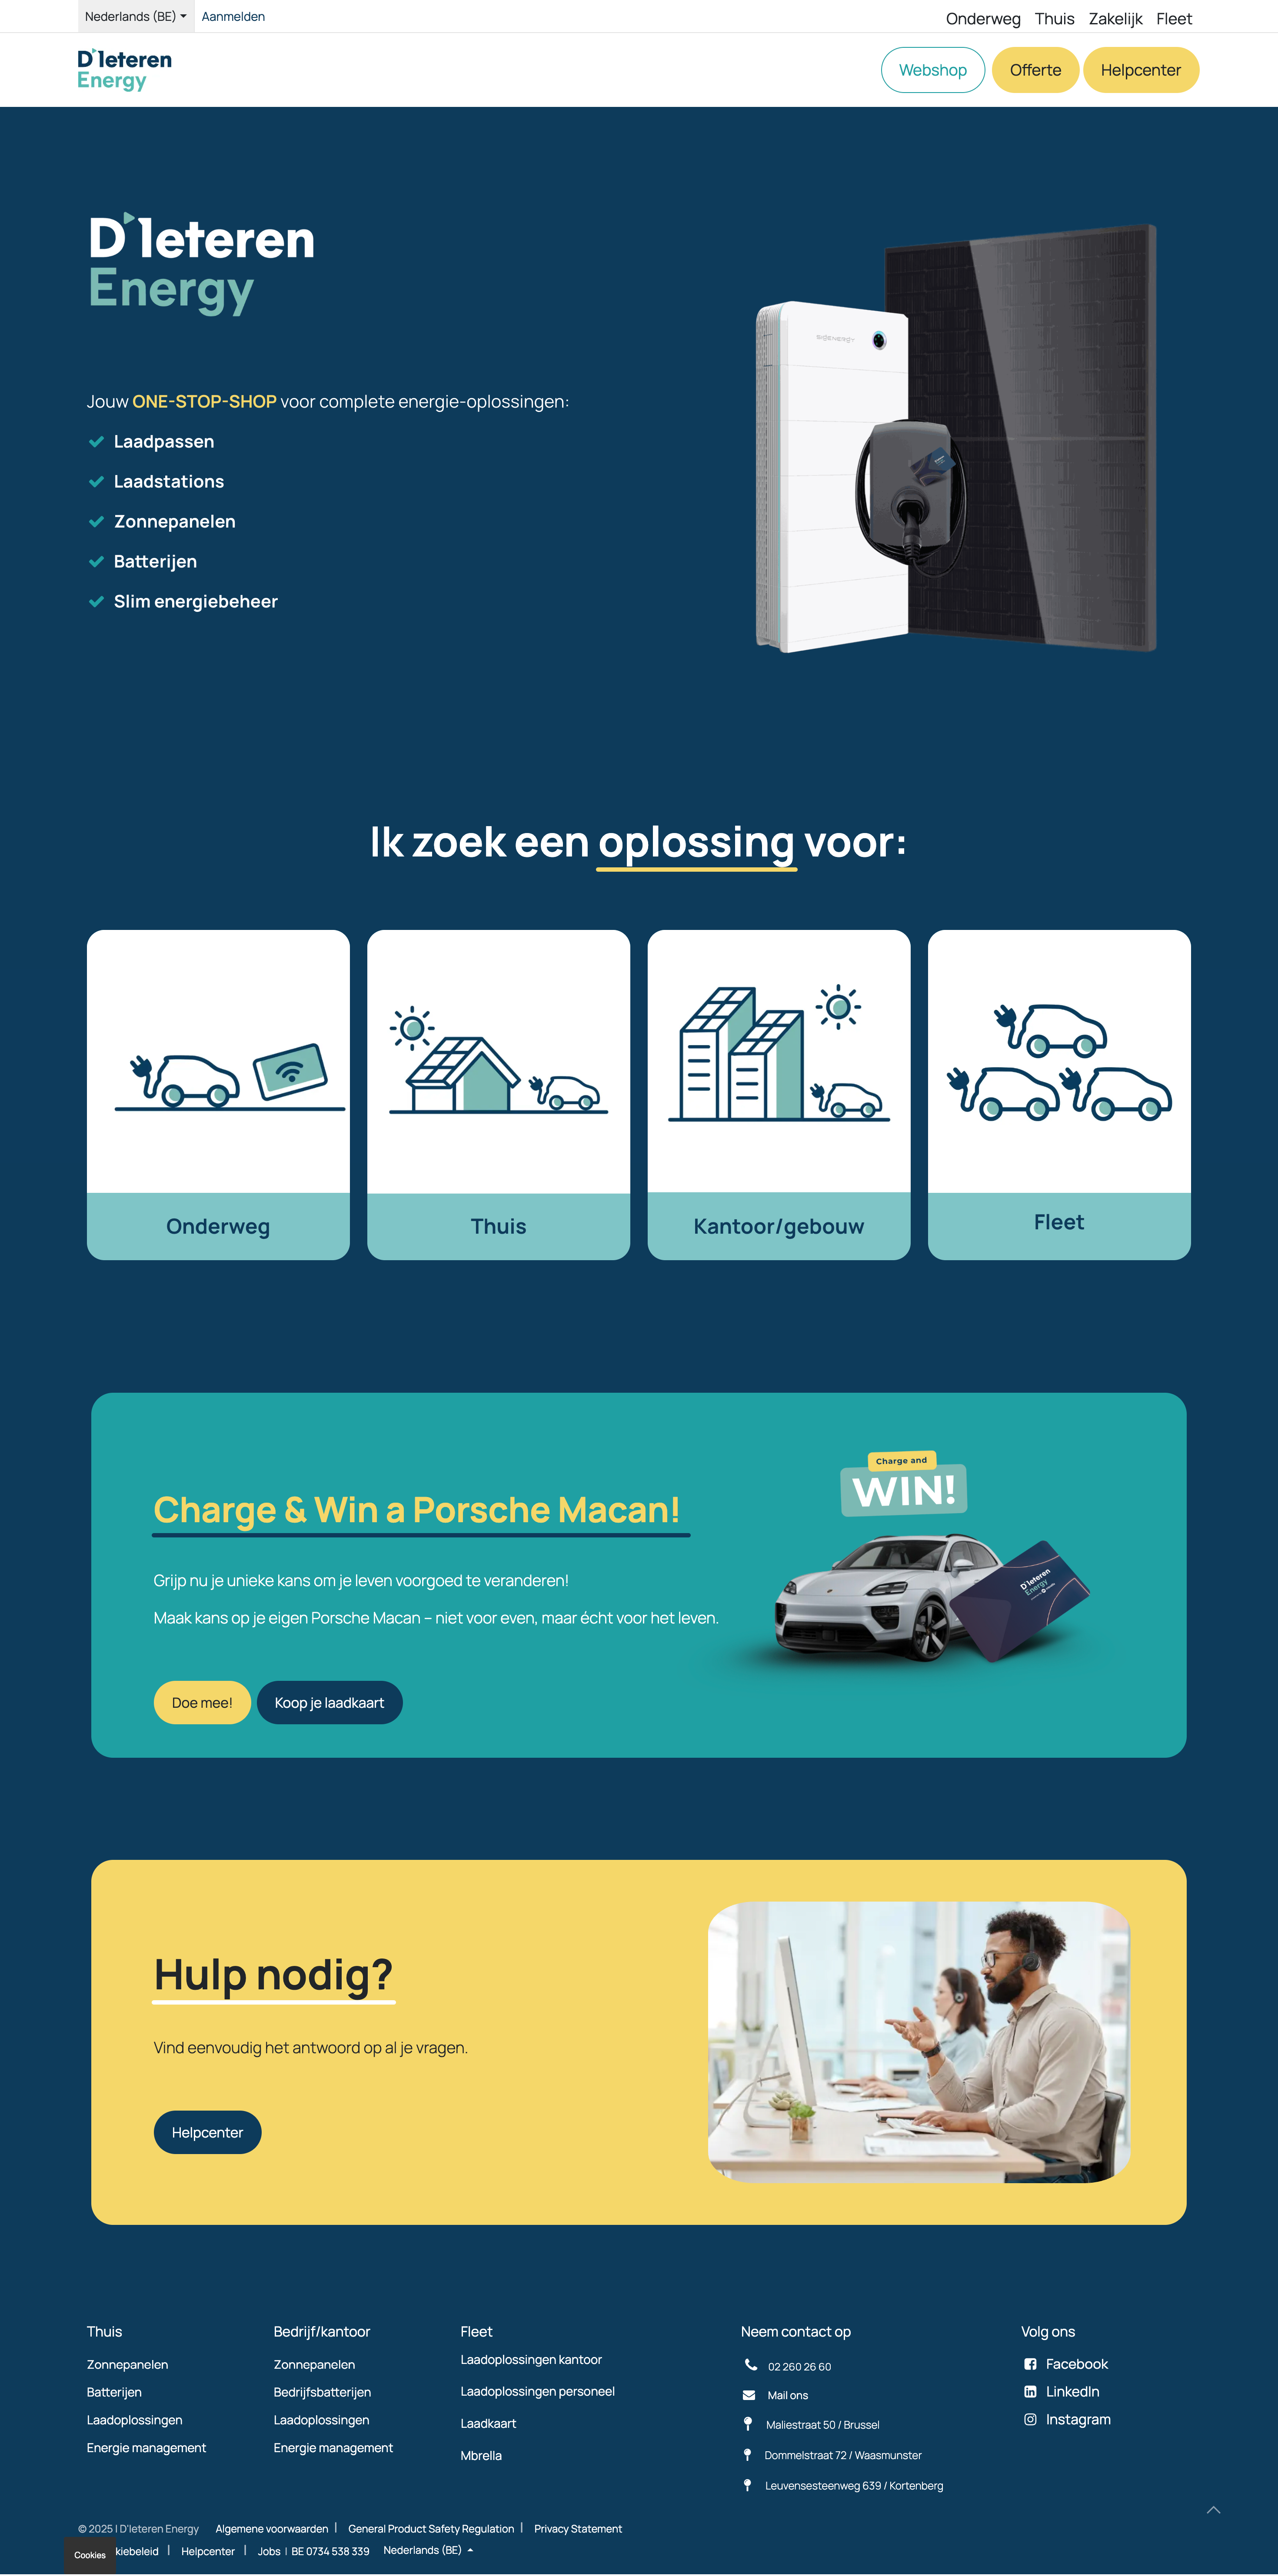 Nederlands (BE)
Aanmelden
Onderweg Thuis Zakelijk Fleet
D'Ieteren
Energy
Webshop
Offerte
Helpcenter
D'Ieteren
Energy
Jouw ONE-STOP-SHOP voor complete energie-oplossingen:
Laadpassen
Laadstations
Zonnepanelen
Batterijen
Slim energiebeheer
SIGENERGY
Ik zoek een oplossing voor:
Onderweg
Thuis
Kantoor/gebouw
Fleet
Charge and
WIN!
Charge & Win a Porsche Macan!
Grijp nu je unieke kans om je leven voorgoed te veranderen!
Maak kans op je eigen Porsche Macan – niet voor even, maar écht voor het leven.
D'Ieteren
Energy
Doe mee!
Koop je laadkaart
Hulp nodig?
Vind eenvoudig het antwoord op al je vragen.
Helpcenter
Thuis
Zonnepanelen
Batterijen
Laadoplossingen
Energie management
Bedrijf/kantoor
Zonnepanelen
Bedrijfsbatterijen
Laadoplossingen
Energie management
Fleet
Laadoplossingen kantoor
Laadoplossingen personeel
Laadkaart
Mbrella
Neem contact op
02 260 26 60
Mail ons
Maliestraat 50 / Brussel
Dommelstraat 72 / Waasmunster
Leuvensesteenweg 639 / Kortenberg
Volg ons
Facebook
LinkedIn
Instagram
© 2025 | D'Ieteren Energy Algemene voorwaarden | General Product Safety Regulation | Privacy Statement
kiebeleid | Helpcenter | Jobs | BE 0734 538 339 Nederlands (BE)
Cookies